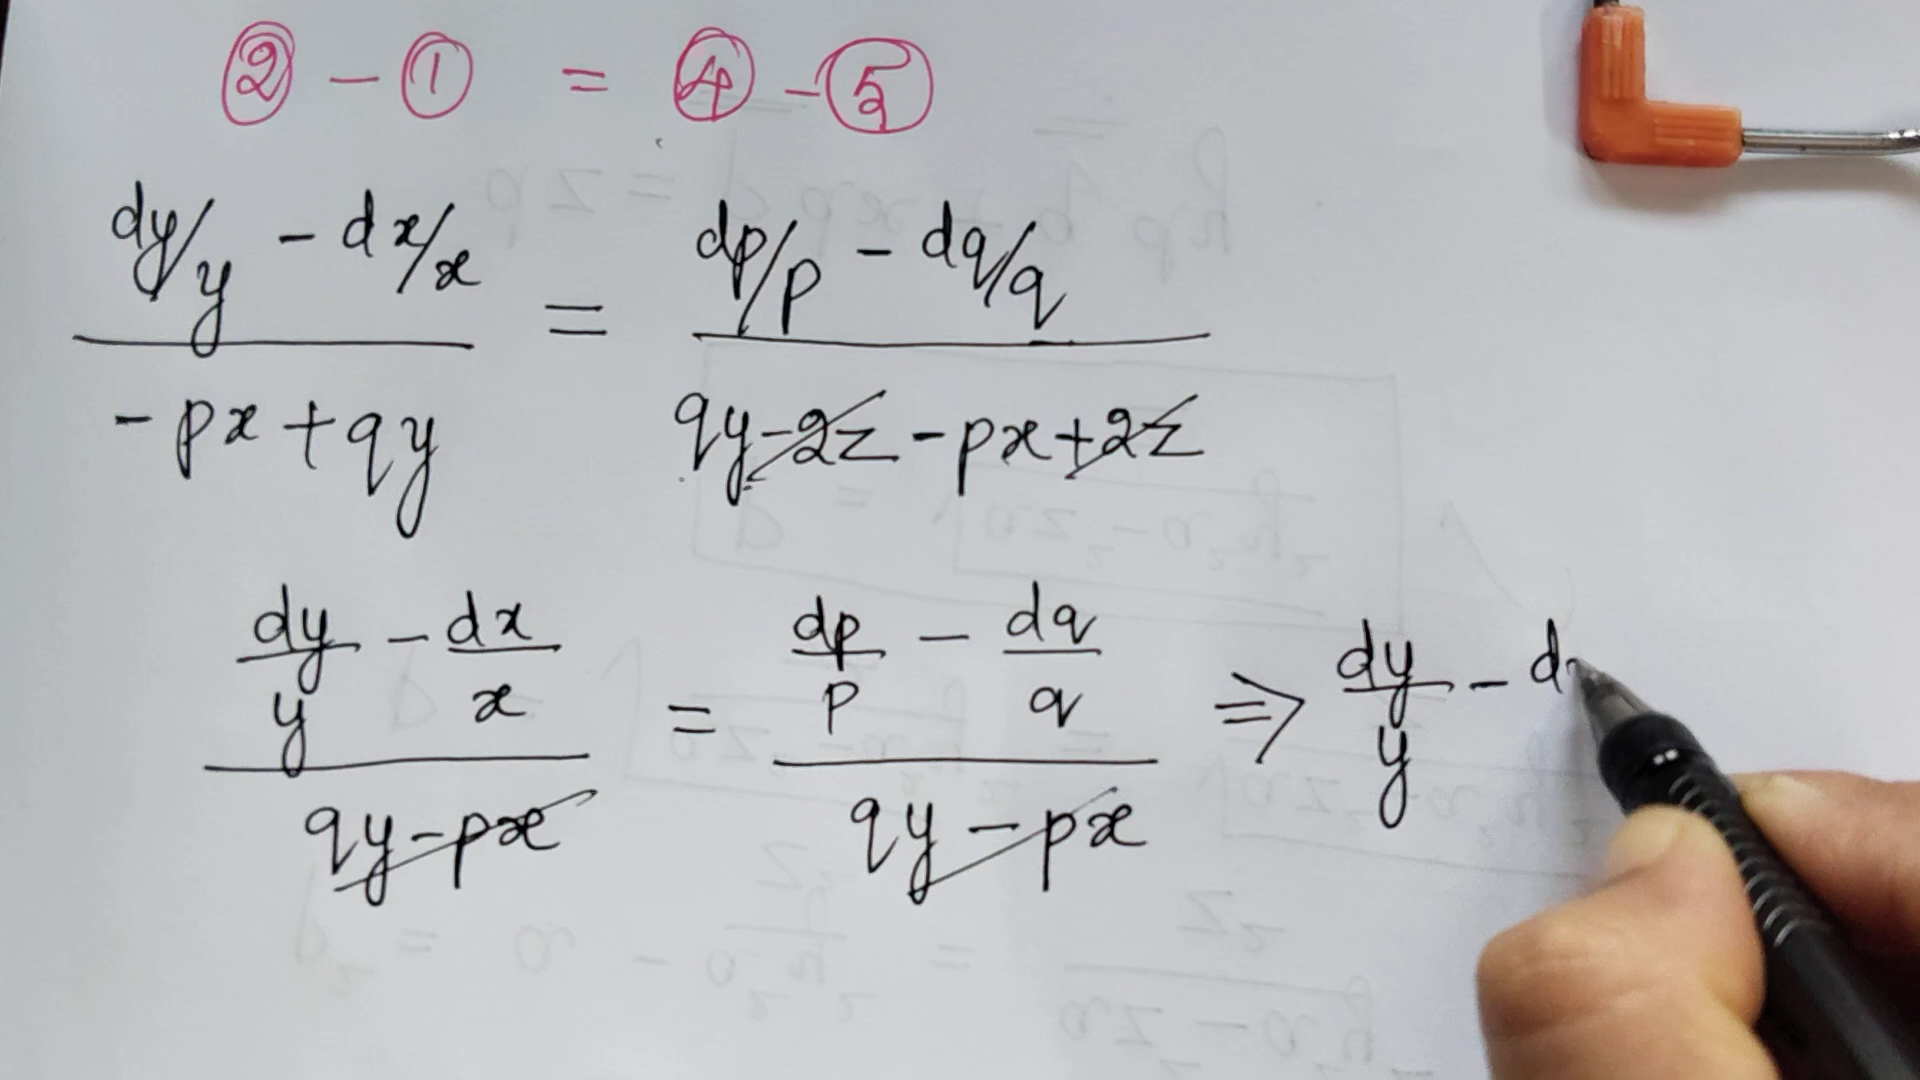 ② - ① = ④ - ⑤
dy/y - dx/x = dp/p - dq/q
-px + qy   qy - 2z - px + 2z
dy/y - dx/x = dp/p - dq/q ⇒ dy/y - d
qy - px   qy - px